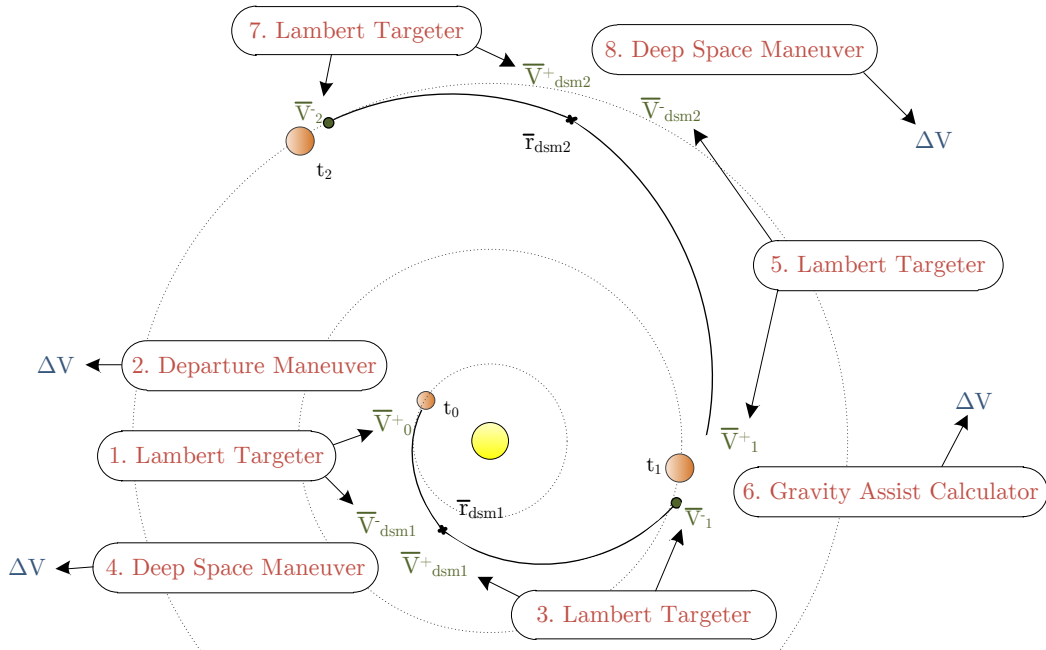 7. Lambert Targeter
8. Deep Space Maneuver
V̅⁺dsm2
V̅⁻₂
V̅⁻dsm2
ΔV
r̅dsm2
t₂
5. Lambert Targeter
ΔV
2. Departure Maneuver
t₀
V̅⁺₀
ΔV
V̅⁺₁
1. Lambert Targeter
t₁
6. Gravity Assist Calculator
r̅dsm1
V̅⁻dsm1
V̅⁻₁
V̅⁺dsm1
ΔV
4. Deep Space Maneuver
3. Lambert Targeter